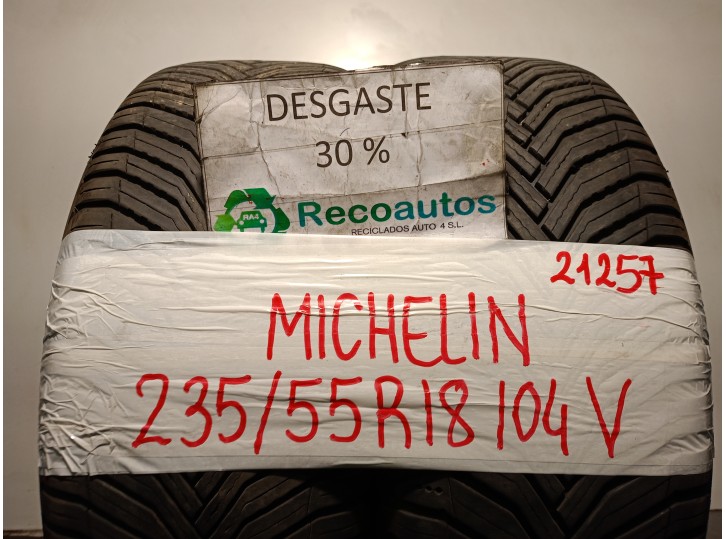 DESGASTE
30 %
RA4 Recoautos
RECICLADOS AUTO 4 S.L.
21257
MICHELIN
235/55R18 104 V